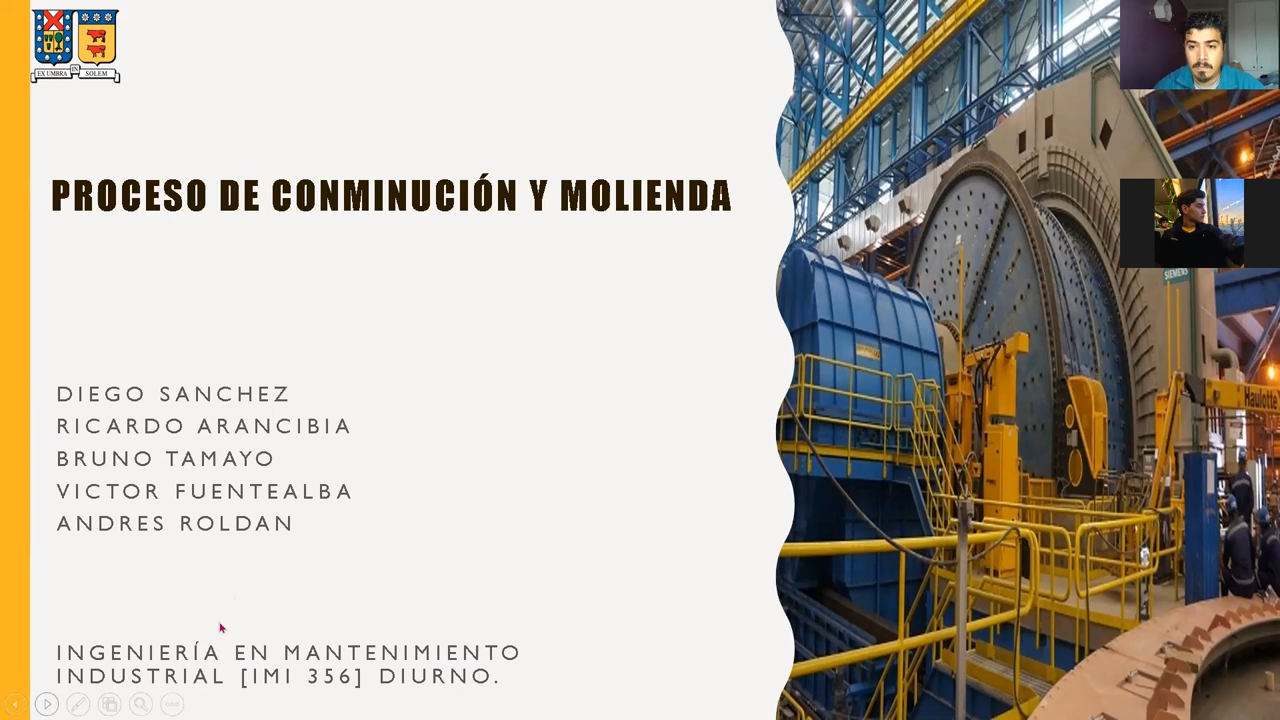 EX UMBRA IN SOLEM
PROCESO DE CONMINUCIÓN Y MOLIENDA
DIEGO SANCHEZ
RICARDO ARANCIBIA
BRUNO TAMAYO
VICTOR FUENTEALBA
ANDRES ROLDAN
INGENIERÍA EN MANTENIMIENTO
INDUSTRIAL [IMI 356] DIURNO.
SIEMENS
Haulotte